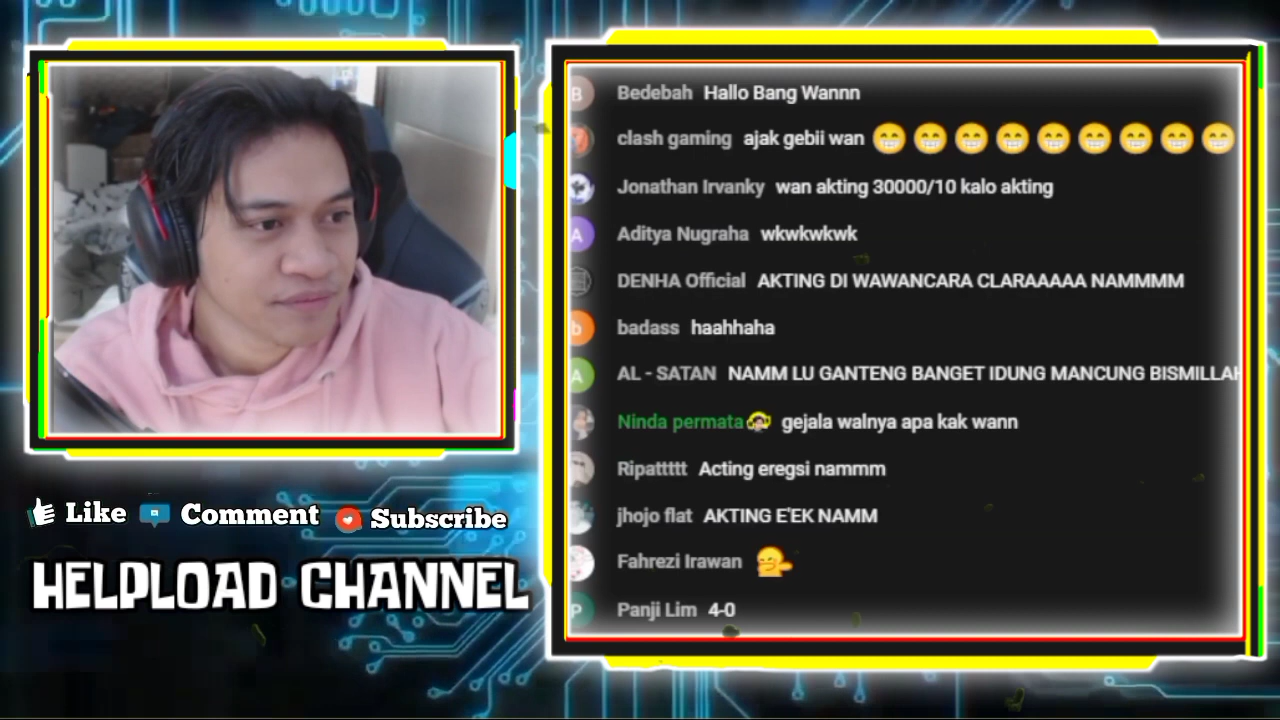 Bedebah Hallo Bang Wannn
clash gaming ajak gebii wan
Jonathan Irvanky wan akting 30000/10 kalo akting
Aditya Nugraha wkwkwkwk
DENHA Official AKTING DI WAWANCARA CLARAAAAA NAMMMM
badass haahhaha
AL - SATAN NAMM LU GANTENG BANGET IDUNG MANCUNG BISMILLAH
Ninda permata gejala walnya apa kak wann
Ripattttt Acting eregsi nammm
jhojo flat AKTING E'EK NAMM
Fahrezi Irawan
Panji Lim 4-0
Like Comment Subscribe
HELPLOAD CHANNEL